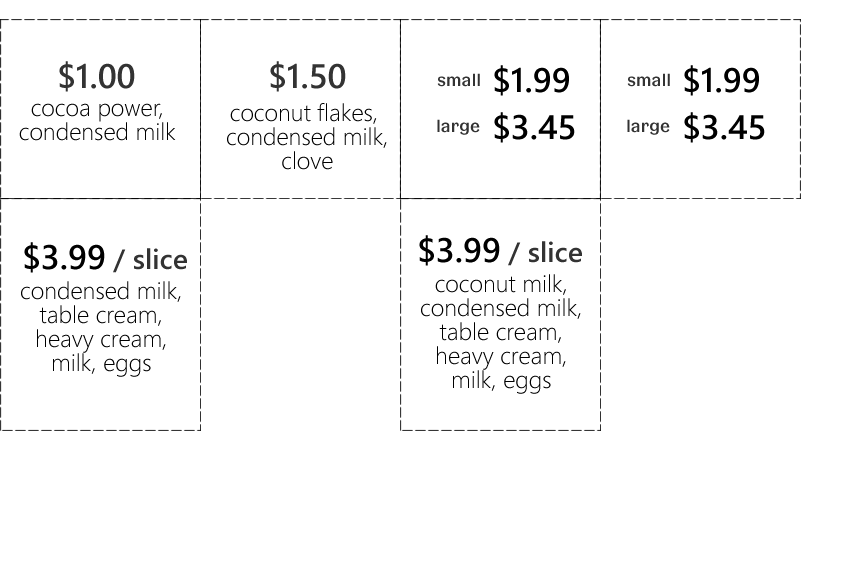 $1.00
cocoa power,
condensed milk
$1.50
coconut flakes,
condensed milk,
clove
small $1.99
large $3.45
small $1.99
large $3.45
$3.99 / slice
condensed milk,
table cream,
heavy cream,
milk, eggs
$3.99 / slice
coconut milk,
condensed milk,
table cream,
heavy cream,
milk, eggs